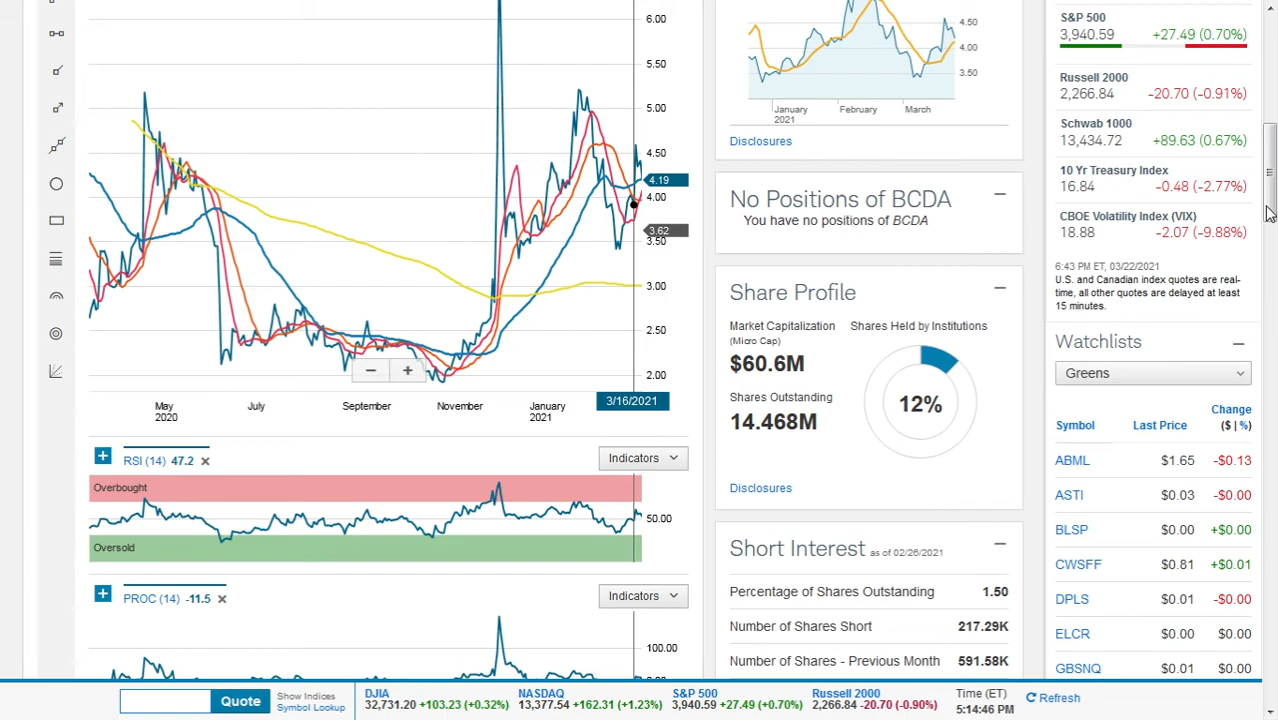 6.00
5.50
5.00
4.50
4.19
4.00
3.62
3.50
3.00
2.50
2.00
− +
May
2020
July
September
November
January
2021
3/16/2021
RSI (14) 47.2
Indicators
Overbought
50.00
Oversold
PROC (14) -11.5
Indicators
100.00
4.50
4.00
3.50
January
2021
February
March
Disclosures
No Positions of BCDA
You have no positions of BCDA
Share Profile
Market Capitalization
(Micro Cap)
$60.6M
Shares Outstanding
14.468M
Shares Held by Institutions
12%
Disclosures
Short Interest as of 02/26/2021
Percentage of Shares Outstanding 1.50
Number of Shares Short 217.29K
Number of Shares - Previous Month 591.58K
S&P 500
3,940.59 +27.49 (0.70%)
Russell 2000
2,266.84 -20.70 (-0.91%)
Schwab 1000
13,434.72 +89.63 (0.67%)
10 Yr Treasury Index
16.84 -0.48 (-2.77%)
CBOE Volatility Index (VIX)
18.88 -2.07 (-9.88%)
6:43 PM ET, 03/22/2021
U.S. and Canadian index quotes are real-
time, all other quotes are delayed at least
15 minutes.
Watchlists
Greens
Symbol Last Price Change
($ | %)
ABML $1.65 -$0.13
ASTI $0.03 -$0.00
BLSP $0.00 +$0.00
CWSFF $0.81 +$0.01
DPLS $0.01 -$0.00
ELCR $0.00 $0.00
GBSNQ $0.01 $0.00
Quote
Show Indices
Symbol Lookup
DJIA
32,731.20 +103.23 (+0.32%)
NASDAQ
13,377.54 +162.31 (+1.23%)
S&P 500
3,940.59 +27.49 (+0.70%)
Russell 2000
2,266.84 -20.70 (-0.90%)
Time (ET)
5:14:46 PM
Refresh